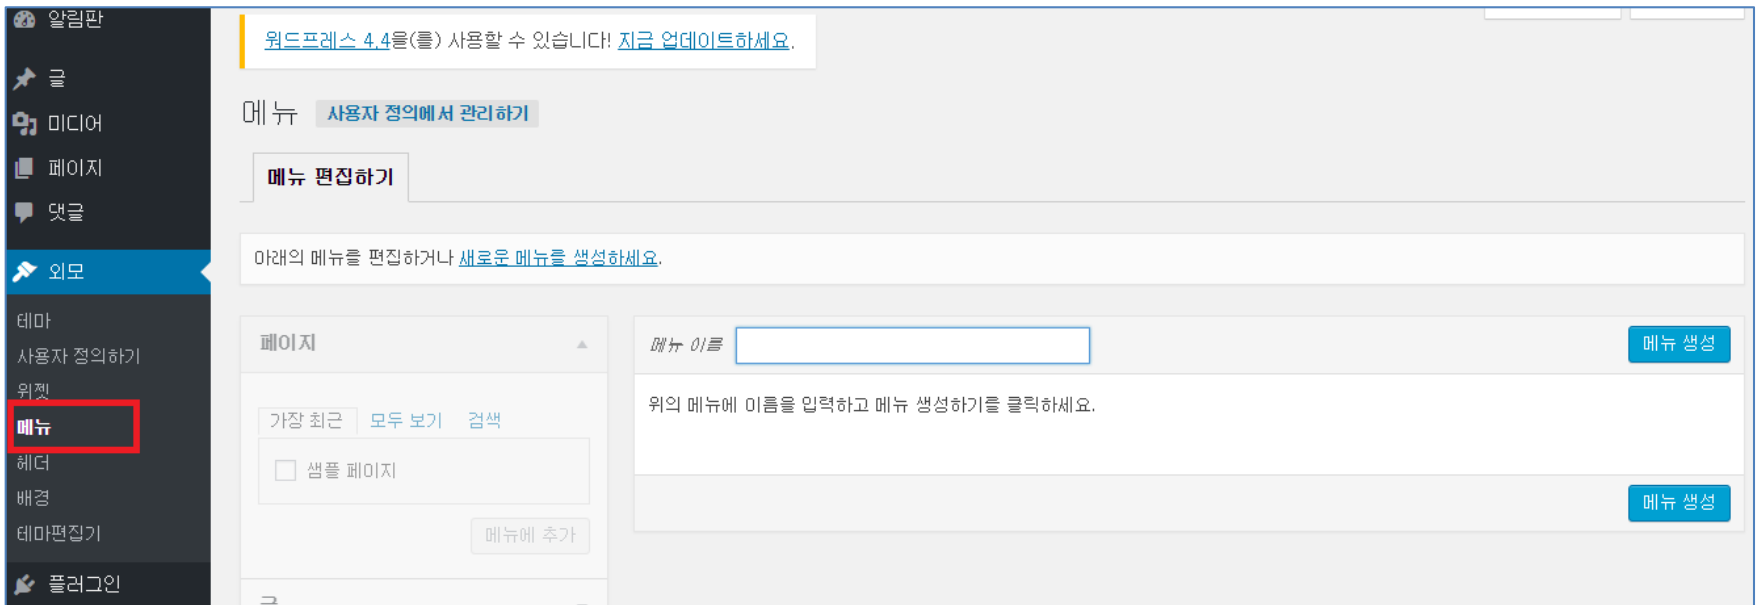 알림판
글
미디어
페이지
댓글
외모
테마
사용자 정의하기
위젯
메뉴
헤더
배경
테마편집기
플러그인
워드프레스 4.4을(를) 사용할 수 있습니다! 지금 업데이트하세요.
메뉴 사용자 정의에서 관리하기
메뉴 편집하기
아래의 메뉴를 편집하거나 새로운 메뉴를 생성하세요.
페이지
가장 최근 모두 보기 검색
샘플 페이지
메뉴에 추가
메뉴 이름 메뉴 생성
위의 메뉴에 이름을 입력하고 메뉴 생성하기를 클릭하세요.
메뉴 생성